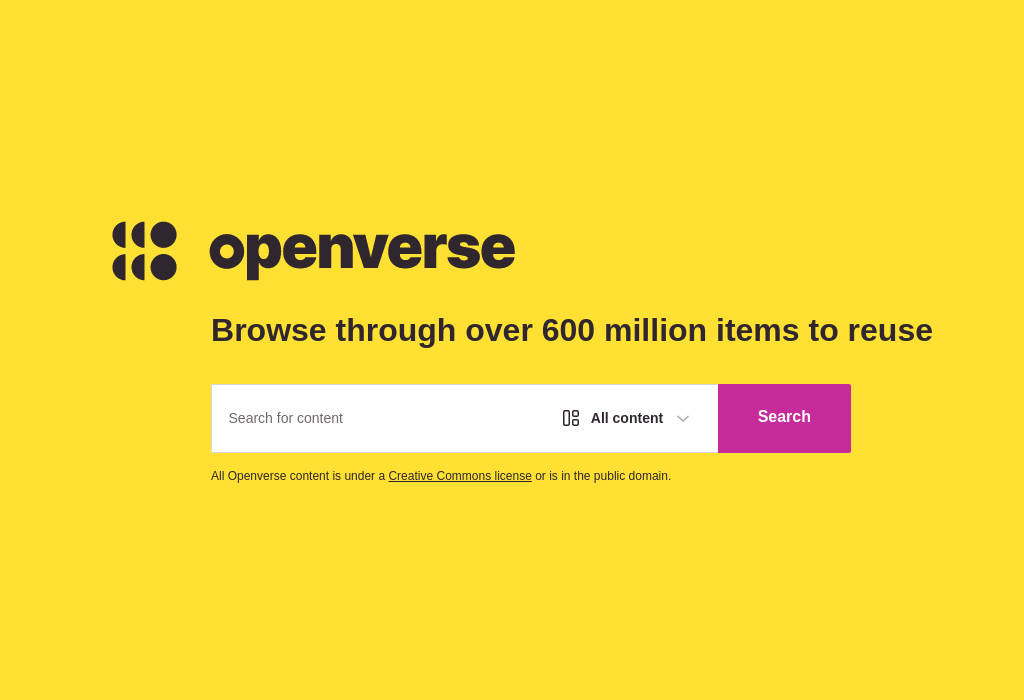 openverse
Browse through over 600 million items to reuse
Search for content All content Search
All Openverse content is under a Creative Commons license or is in the public domain.